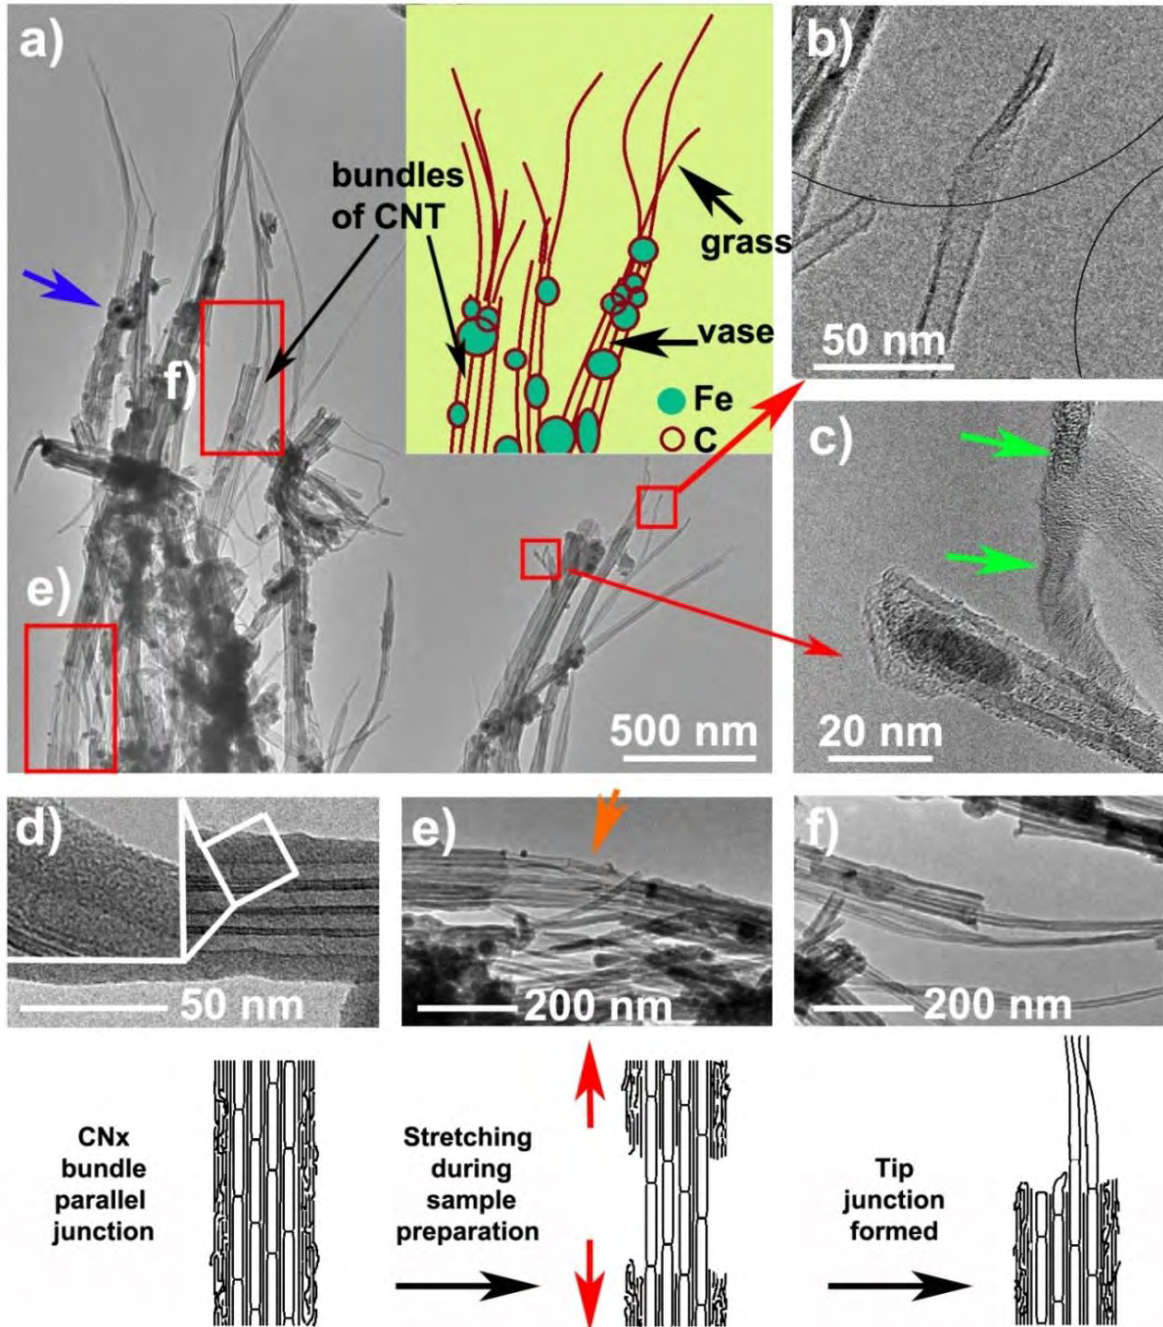 a)
bundles
of CNT
grass
vase
Fe
C
f)
e)
500 nm
b)
50 nm
c)
20 nm
d)
50 nm
e)
200 nm
f)
200 nm
CNx
bundle
parallel
junction
Stretching
during
sample
preparation
Tip
junction
formed